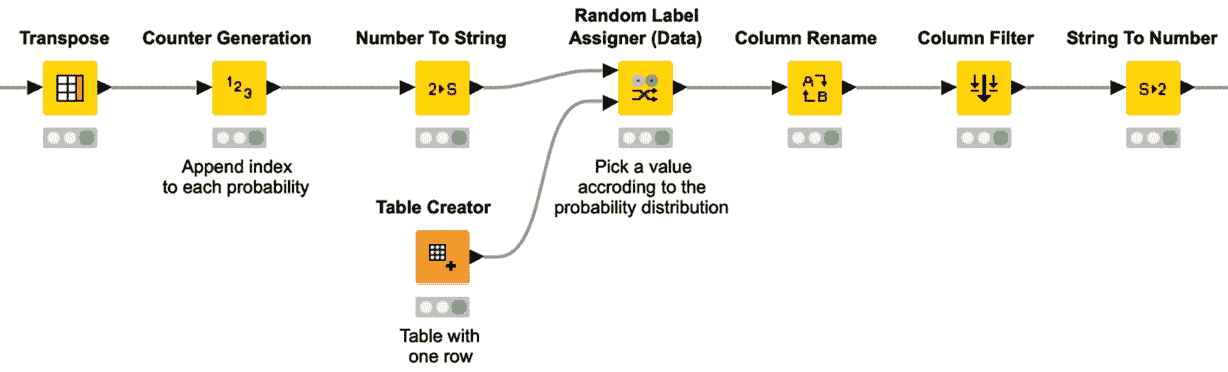 Transpose
Counter Generation
Number To String
Random Label
Assigner (Data)
Column Rename
Column Filter
String To Number
1 2 3
2▸S
A
B
S▸2
Append index
to each probability
Pick a value
accroding to the
probability distribution
Table Creator
Table with
one row